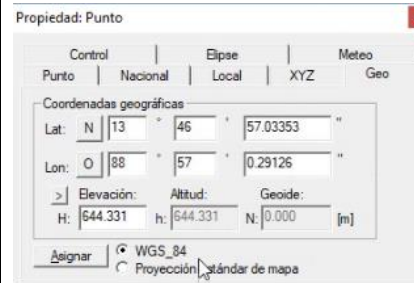 Propiedad: Punto
Control Elipse Meteo
Punto Nacional Local XYZ Geo
Coordenadas geográficas
Lat: N 13 ° 46 ' 57.03353 "
Lon: O 88 ° 57 ' 0.29126 "
> Elevación: Altitud: Geoide:
H: 644.331 h: 644.331 N: 0.000 [m]
Asignar WGS_84
Proyección estándar de mapa